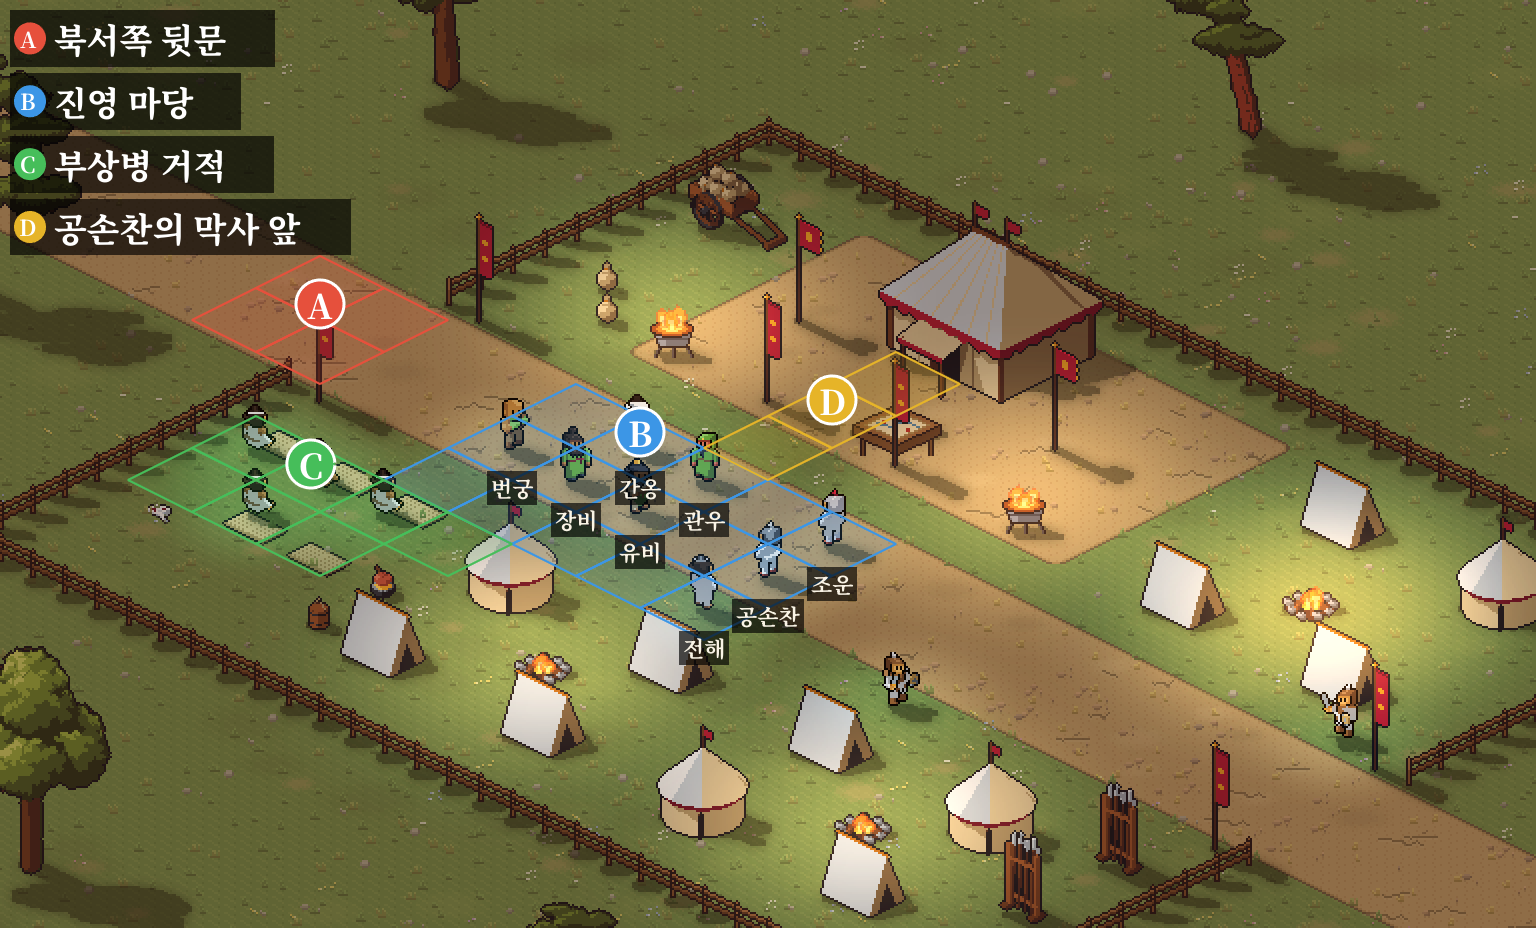 A 북서쪽 뒷문
B 진영 마당
C 부상병 거적
D 공손찬의 막사 앞
A
D
B
C
번궁
간옹
장비
관우
유비
조운
공손찬
전해